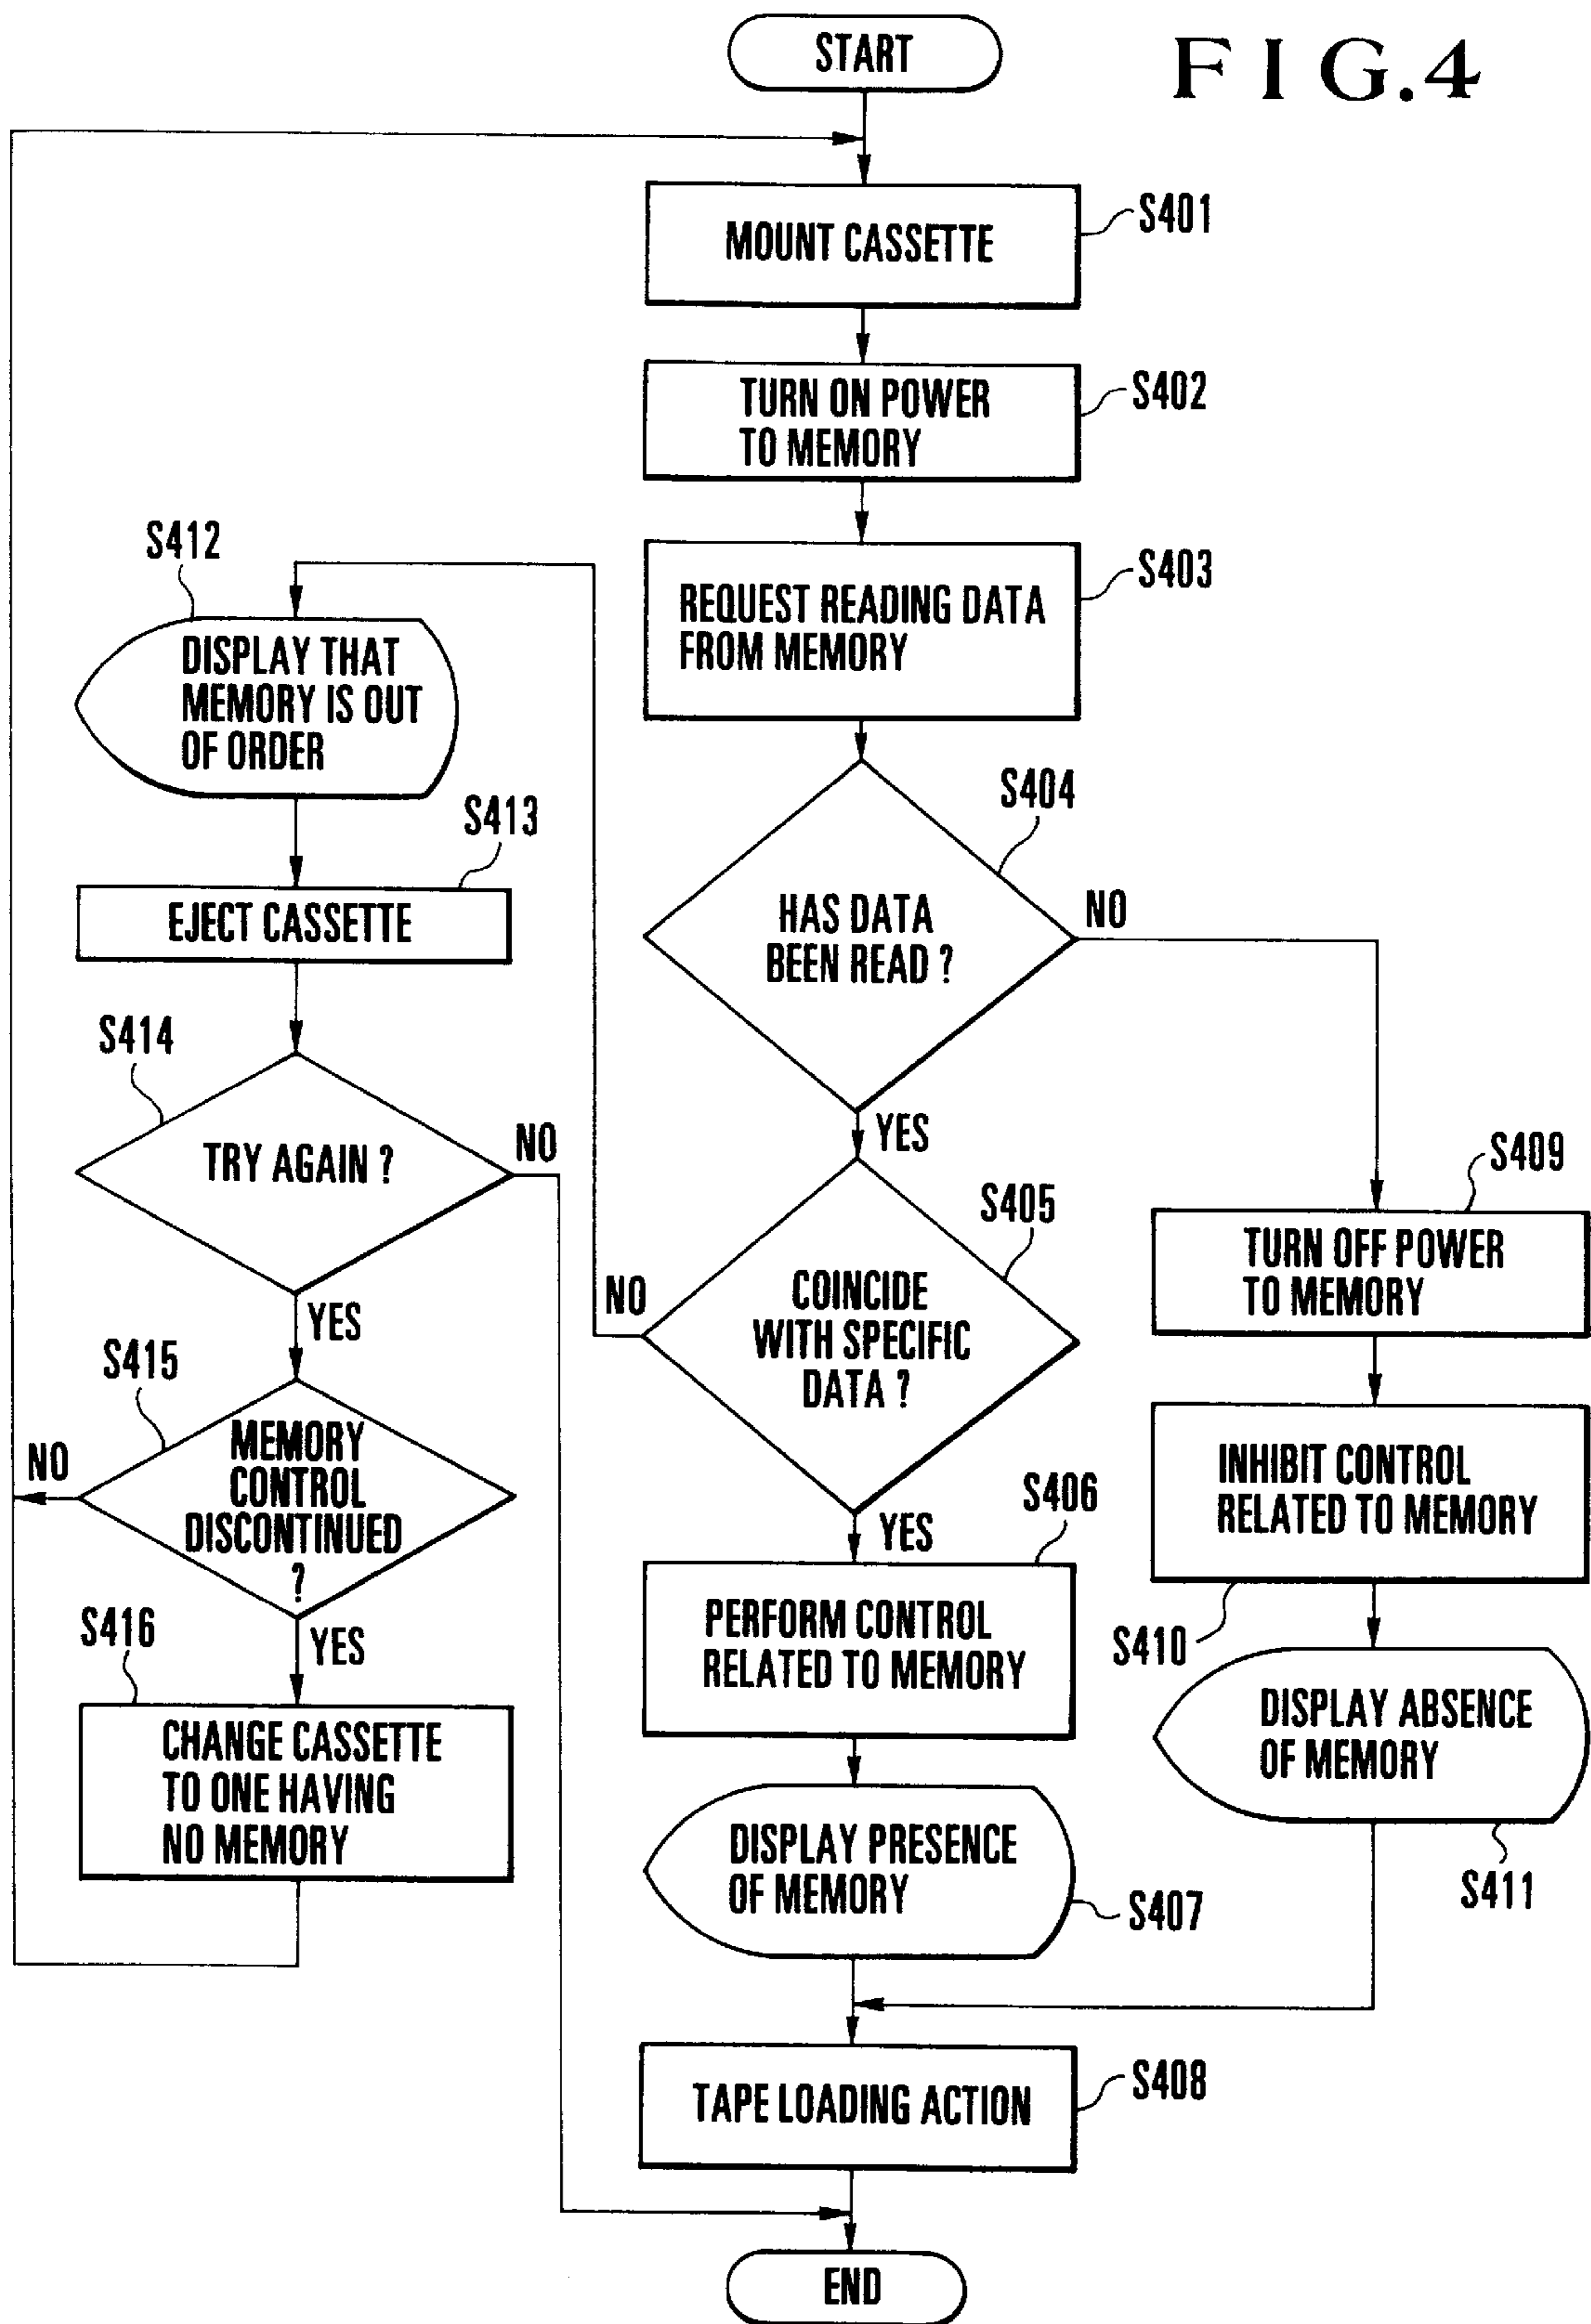 START
FIG.4
MOUNT CASSETTE
S401
TURN ON POWER
TO MEMORY
S402
REQUEST READING DATA
FROM MEMORY
S403
HAS DATA
BEEN READ ?
S404
NO
YES
COINCIDE
WITH SPECIFIC
DATA ?
S405
NO
YES
PERFORM CONTROL
RELATED TO MEMORY
S406
DISPLAY PRESENCE
OF MEMORY
S407
TAPE LOADING ACTION
S408
END
S409
TURN OFF POWER
TO MEMORY
INHIBIT CONTROL
RELATED TO MEMORY
S410
DISPLAY ABSENCE
OF MEMORY
S411
S412
DISPLAY THAT
MEMORY IS OUT
OF ORDER
S413
EJECT CASSETTE
S414
TRY AGAIN ?
NO
YES
S415
MEMORY
CONTROL
DISCONTINUED
?
NO
YES
S416
CHANGE CASSETTE
TO ONE HAVING
NO MEMORY